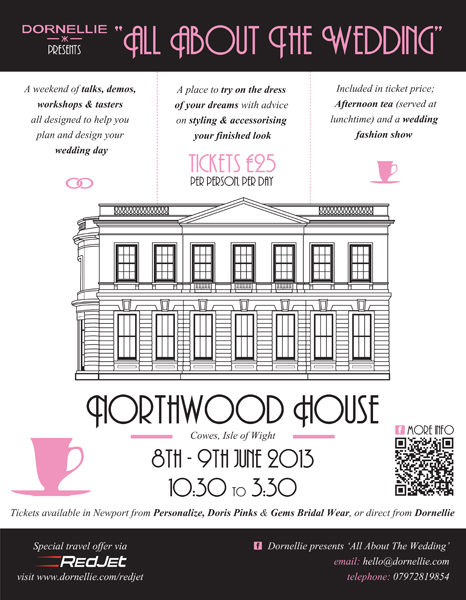 DORNELLIE
PRESENTS
"ALL ABOUT THE WEDDING"
A weekend of talks, demos,
workshops & tasters
all designed to help you
plan and design your
wedding day
A place to try on the dress
of your dreams with advice
on styling & accessorising
your finished look
TICKETS £25
PER PERSON, PER DAY
Included in ticket price;
Afternoon tea (served at
lunchtime) and a wedding
fashion show
NORTHWOOD HOUSE
Cowes, Isle of Wight
8TH - 9TH JUNE 2013
10:30 TO 3:30
f MORE INFO
Tickets available in Newport from Personalize, Doris Pinks & Gems Bridal Wear, or direct from Dornellie
Special travel offer via
REDJET
visit www.dornellie.com/redjet
f Dornellie presents 'All About The Wedding'
email: hello@dornellie.com
telephone: 07972819854